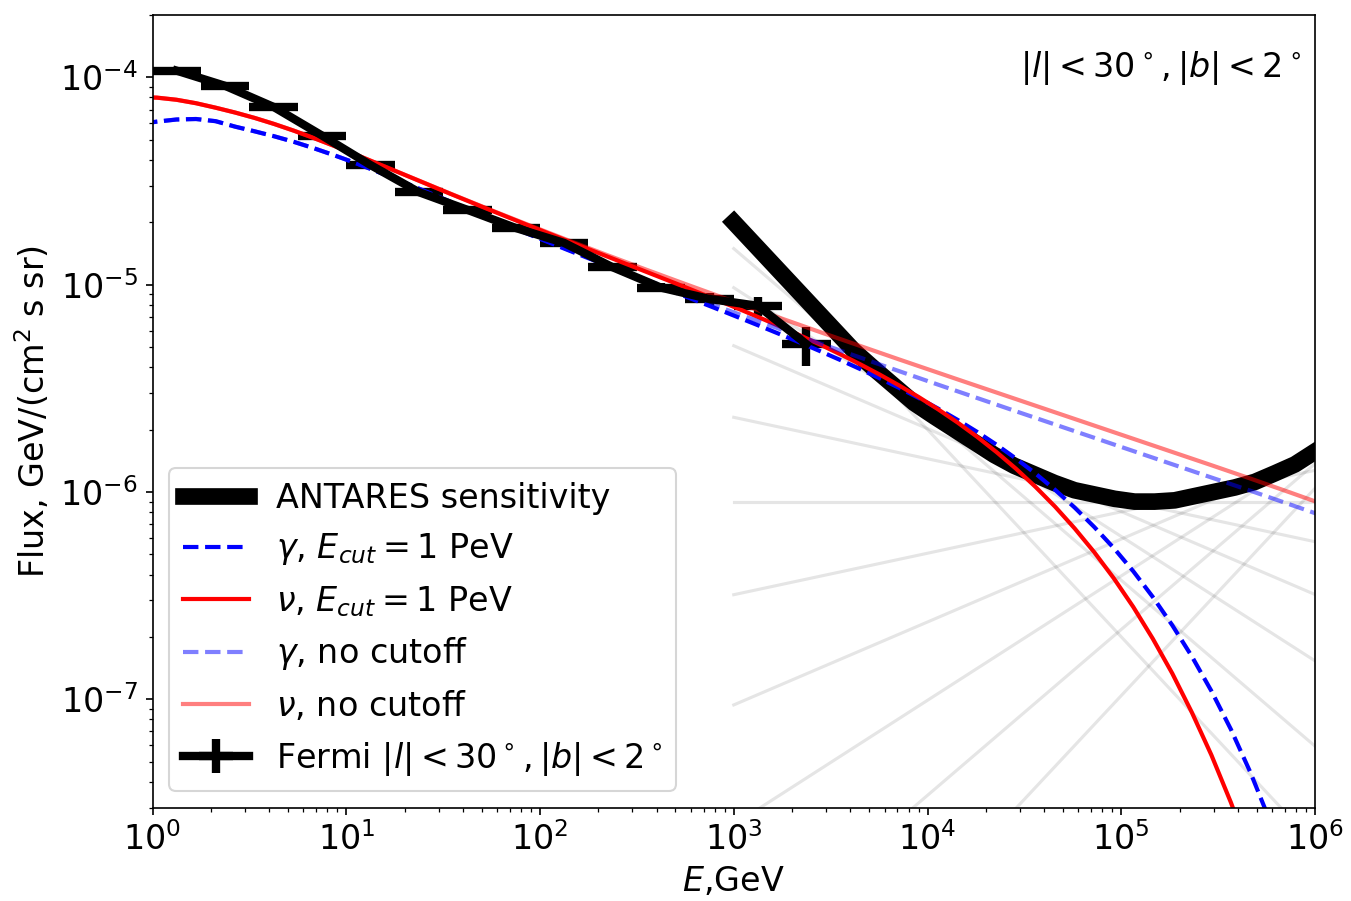 |l| < 30°, |b| < 2°
10⁻⁴
10⁻⁵
10⁻⁶
10⁻⁷
Flux, GeV/(cm² s sr)
ANTARES sensitivity
γ, E_cut = 1 PeV
ν, E_cut = 1 PeV
γ, no cutoff
ν, no cutoff
Fermi |l| < 30°, |b| < 2°
10⁰ 10¹ 10² 10³ 10⁴ 10⁵ 10⁶
E,GeV